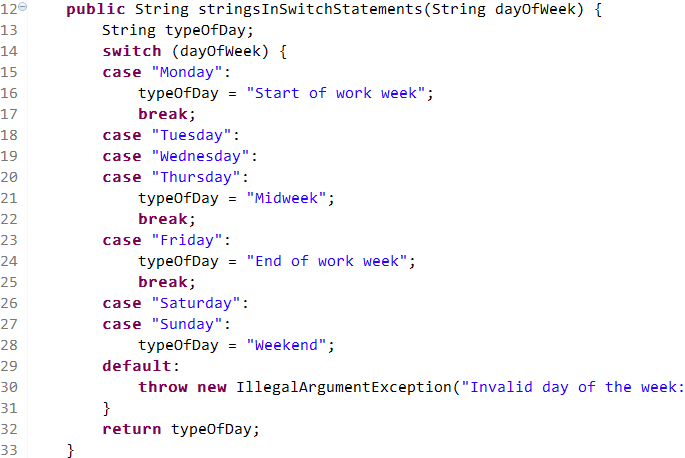 12 public String stringsInSwitchStatements(String dayOfWeek) {
13 String typeOfDay;
14 switch (dayOfWeek) {
15 case "Monday":
16 typeOfDay = "Start of work week";
17 break;
18 case "Tuesday":
19 case "Wednesday":
20 case "Thursday":
21 typeOfDay = "Midweek";
22 break;
23 case "Friday":
24 typeOfDay = "End of work week";
25 break;
26 case "Saturday":
27 case "Sunday":
28 typeOfDay = "Weekend";
29 default:
30 throw new IllegalArgumentException("Invalid day of the week:
31 }
32 return typeOfDay;
33 }